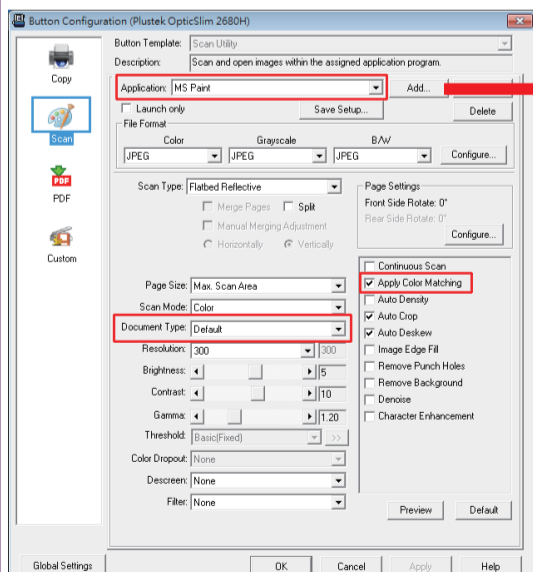 Button Configuration (Plustek OpticSlim 2680H)
Button Template: Scan Utility
Description: Scan and open images within the assigned application program.
Copy
Scan
PDF
PDF
Custom
Application: MS Paint Add...
Launch only Save Setup... Delete
File Format
Color Grayscale B/W
JPEG JPEG JPEG Configure...
Scan Type: Flatbed Reflective
Merge Pages Split
Manual Merging Adjustment
Horizontally Vertically
Page Settings
Front Side Rotate: 0°
Rear Side Rotate: 0°
Configure...
Page Size: Max. Scan Area
Scan Mode: Color
Document Type: Default
Resolution: 300 300
Brightness: 5
Contrast: 10
Gamma: 1.20
Threshold: Basic(Fixed) >>
Color Dropout: None
Descreen: None
Filter: None
Continuous Scan
Apply Color Matching
Auto Density
Auto Crop
Auto Deskew
Image Edge Fill
Remove Punch Holes
Remove Background
Denoise
Character Enhancement
Preview Default
Global Settings OK Cancel Apply Help